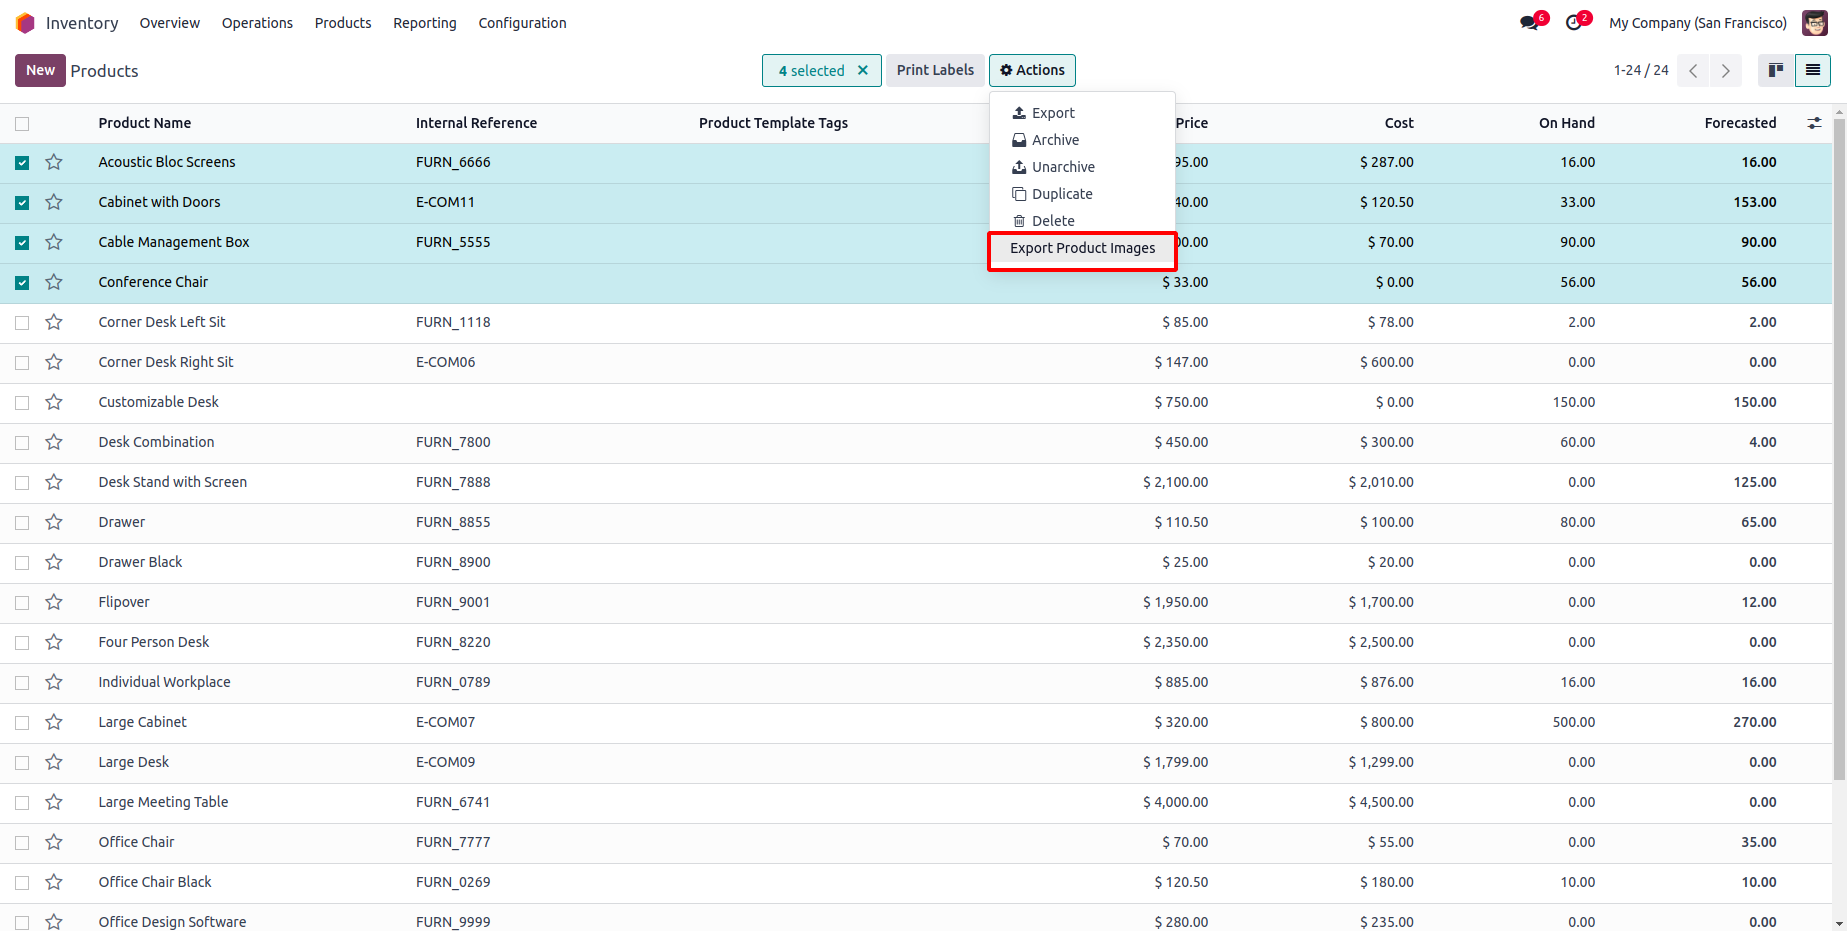 Inventory Overview Operations Products Reporting Configuration 6 2 My Company (San Francisco)
New Products 4 selected Print Labels Actions 1-24 / 24
Product Name Internal Reference Product Template Tags Price Cost On Hand Forecasted
Export
Archive
Unarchive
Duplicate
Delete
Export Product Images
Acoustic Bloc Screens FURN_6666 95.00 $ 287.00 16.00 16.00
Cabinet with Doors E-COM11 40.00 $ 120.50 33.00 153.00
Cable Management Box FURN_5555 00.00 $ 70.00 90.00 90.00
Conference Chair $ 33.00 $ 0.00 56.00 56.00
Corner Desk Left Sit FURN_1118 $ 85.00 $ 78.00 2.00 2.00
Corner Desk Right Sit E-COM06 $ 147.00 $ 600.00 0.00 0.00
Customizable Desk $ 750.00 $ 0.00 150.00 150.00
Desk Combination FURN_7800 $ 450.00 $ 300.00 60.00 4.00
Desk Stand with Screen FURN_7888 $ 2,100.00 $ 2,010.00 0.00 125.00
Drawer FURN_8855 $ 110.50 $ 100.00 80.00 65.00
Drawer Black FURN_8900 $ 25.00 $ 20.00 0.00 0.00
Flipover FURN_9001 $ 1,950.00 $ 1,700.00 0.00 12.00
Four Person Desk FURN_8220 $ 2,350.00 $ 2,500.00 0.00 0.00
Individual Workplace FURN_0789 $ 885.00 $ 876.00 16.00 16.00
Large Cabinet E-COM07 $ 320.00 $ 800.00 500.00 270.00
Large Desk E-COM09 $ 1,799.00 $ 1,299.00 0.00 0.00
Large Meeting Table FURN_6741 $ 4,000.00 $ 4,500.00 0.00 0.00
Office Chair FURN_7777 $ 70.00 $ 55.00 0.00 35.00
Office Chair Black FURN_0269 $ 120.50 $ 180.00 10.00 10.00
Office Design Software FURN_9999 $ 280.00 $ 235.00 0.00 0.00